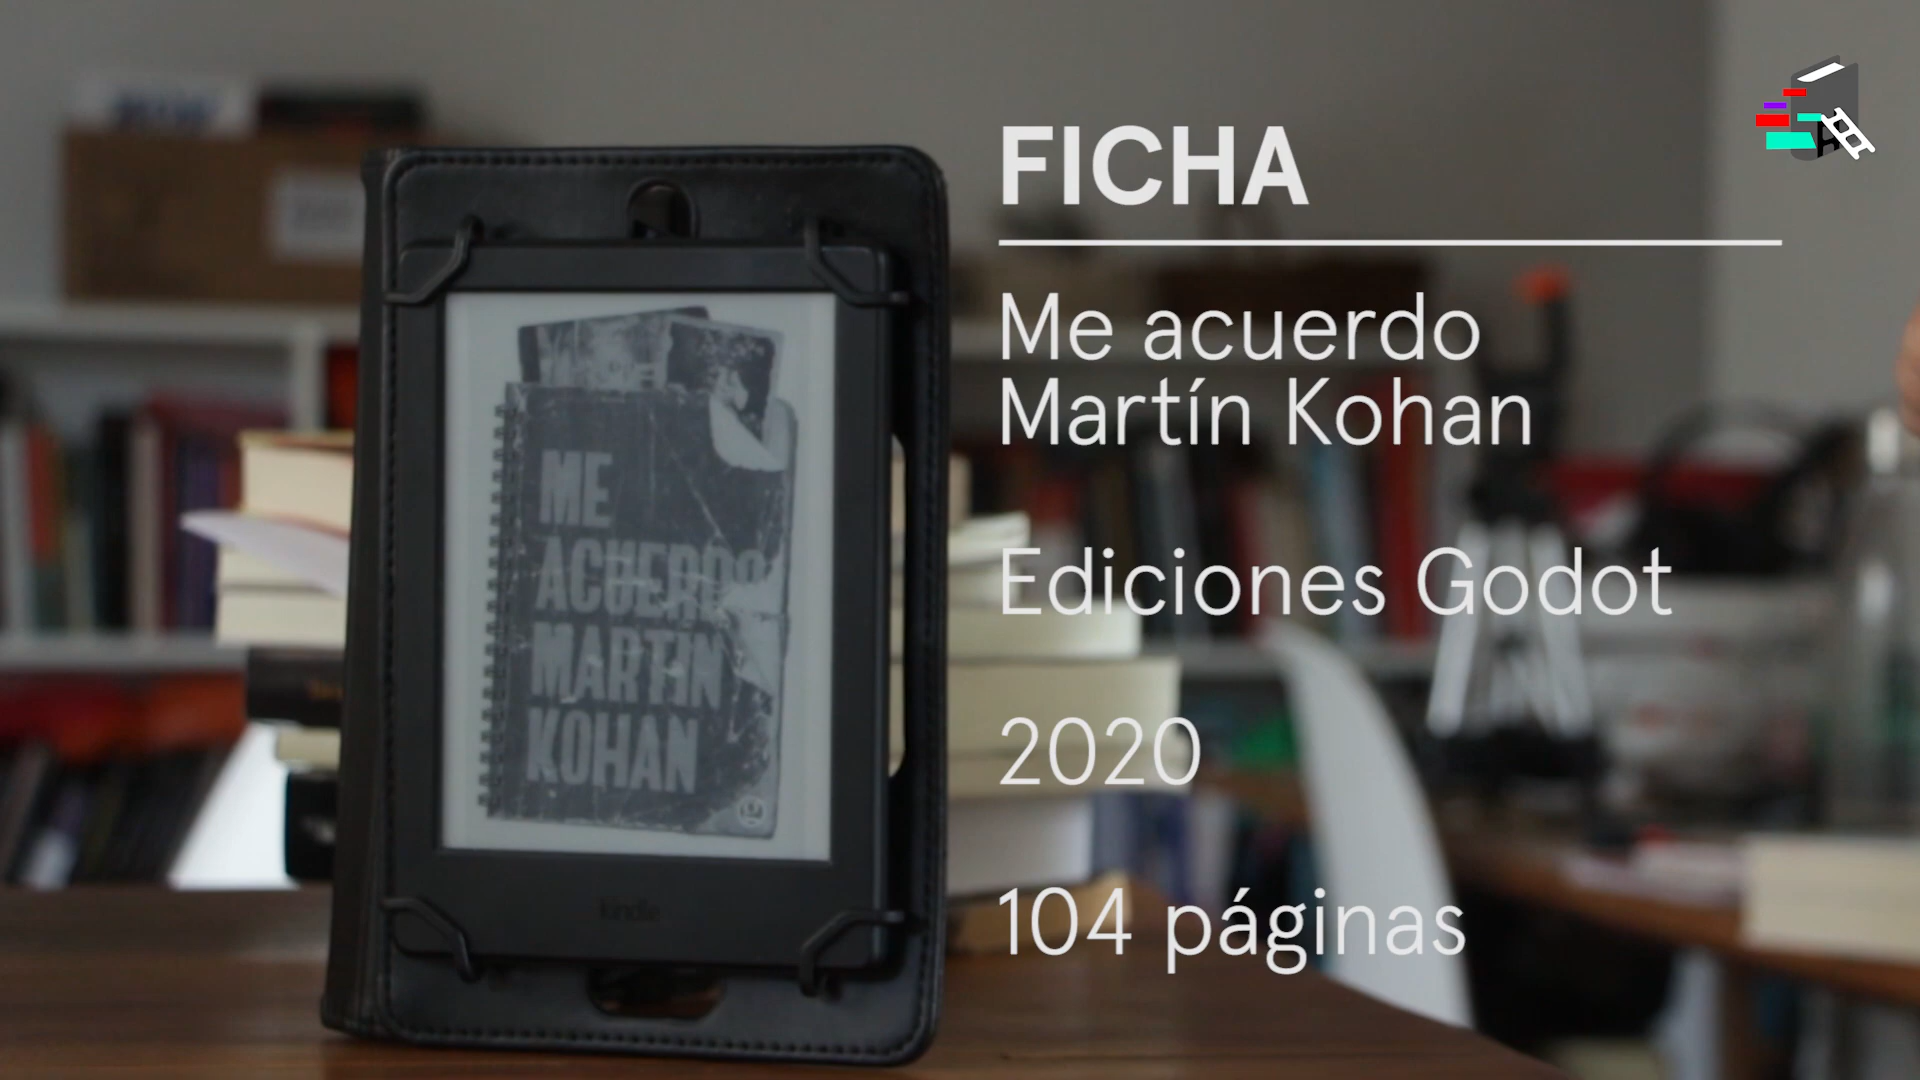 FICHA
Me acuerdo
Martín Kohan
Ediciones Godot
2020
104 páginas
ME
ACUERDO
MARTÍN
KOHAN
kindle